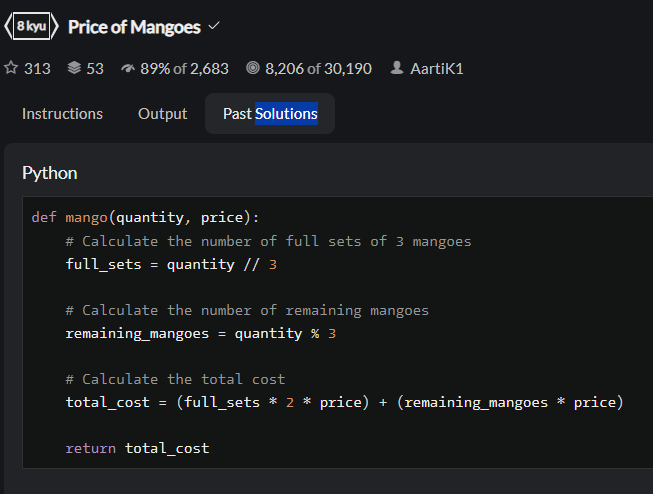 8 kyu Price of Mangoes
313 53 89% of 2,683 8,206 of 30,190 AartiK1
Instructions Output Past Solutions
Python
def mango(quantity, price):
    # Calculate the number of full sets of 3 mangoes
    full_sets = quantity // 3
    # Calculate the number of remaining mangoes
    remaining_mangoes = quantity % 3
    # Calculate the total cost
    total_cost = (full_sets * 2 * price) + (remaining_mangoes * price)
    return total_cost